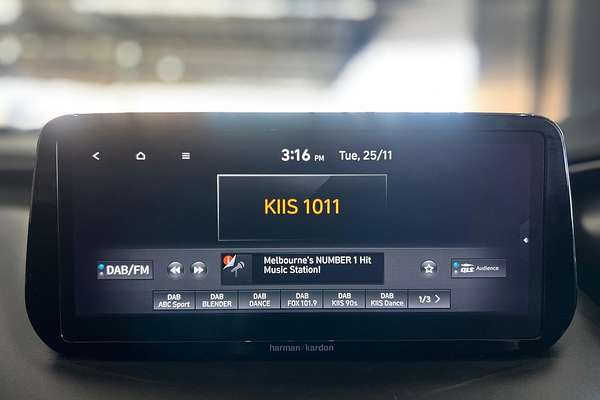 3:16 PM Tue, 25/11
KIIS 1011
DAB/FM
Melbourne's NUMBER 1 Hit
Music Station!
QLS Audience
DAB
ABC Sport
DAB
BLENDER
DAB
DANCE
DAB
FOX 101.9
DAB
KIIS 90s
DAB
KIIS Dance
1/3 >
harman/kardon